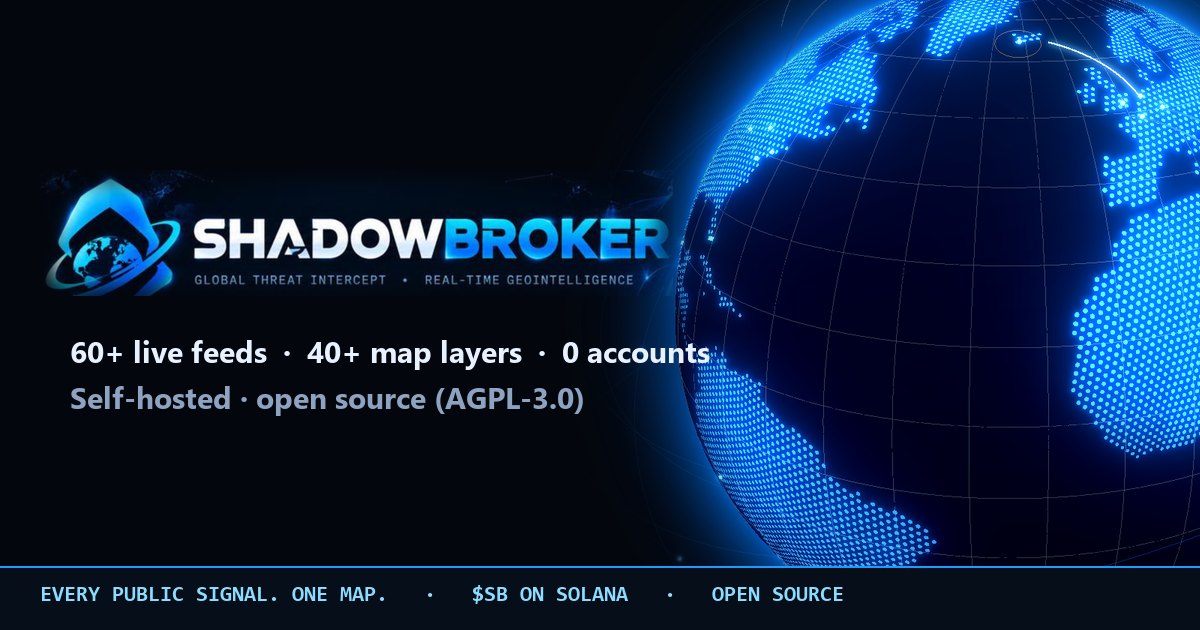 SHADOWBROKER
GLOBAL THREAT INTERCEPT • REAL-TIME GEOINTELLIGENCE
60+ live feeds · 40+ map layers · 0 accounts
Self-hosted · open source (AGPL-3.0)
EVERY PUBLIC SIGNAL. ONE MAP. · $SB ON SOLANA · OPEN SOURCE